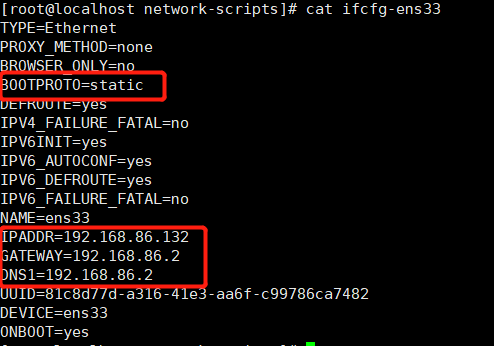 [root@localhost network-scripts]# cat ifcfg-ens33
TYPE=Ethernet
PROXY_METHOD=none
BROWSER_ONLY=no
BOOTPROTO=static
DEFROUTE=yes
IPV4_FAILURE_FATAL=no
IPV6INIT=yes
IPV6_AUTOCONF=yes
IPV6_DEFROUTE=yes
IPV6_FAILURE_FATAL=no
NAME=ens33
IPADDR=192.168.86.132
GATEWAY=192.168.86.2
DNS1=192.168.86.2
UUID=81c8d77d-a316-41e3-aa6f-c99786ca7482
DEVICE=ens33
ONBOOT=yes